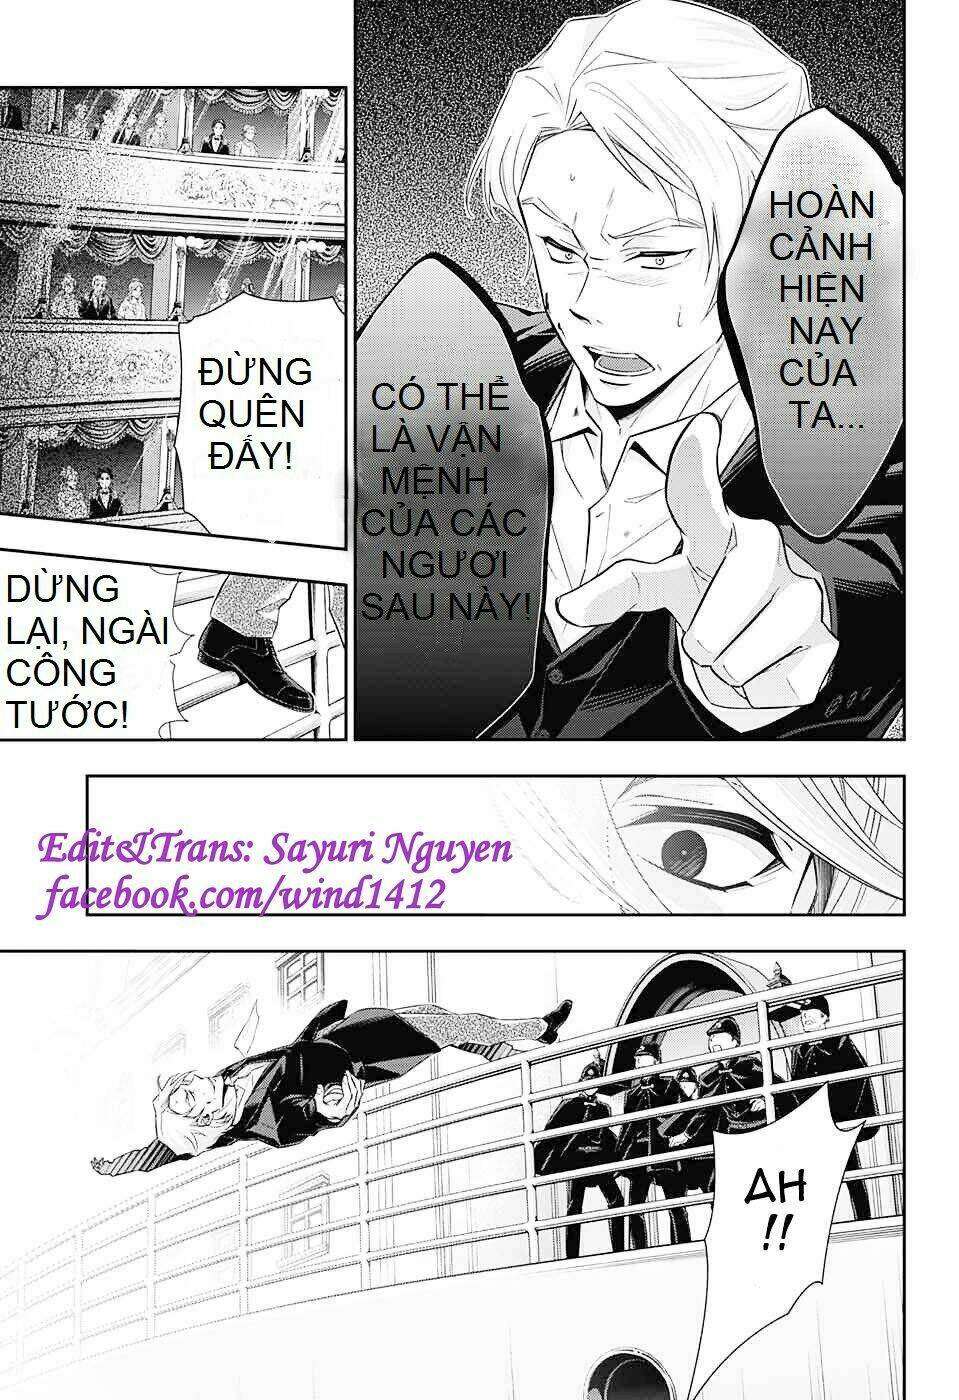 HOÀN
CẢNH
HIỆN
NAY
CỦA
TA...
CÓ THỂ
LÀ VẬN
MỆNH
CỦA CÁC
NGƯƠI
SAU NÀY!
ĐỪNG
QUÊN
ĐẤY!
DỪNG
LẠI, NGÀI
CÔNG
TƯỚC!
Edit&Trans: Sayuri Nguyen
facebook.com/wind1412
AH
!!